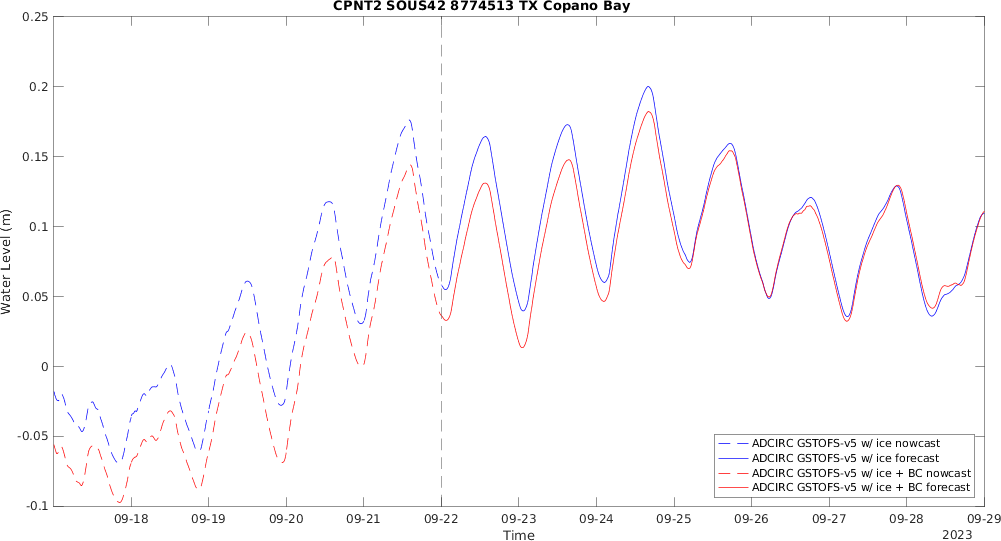 CPNT2 SOUS42 8774513 TX Copano Bay
0.25
0.2
0.15
0.1
0.05
0
-0.05
-0.1
Water Level (m)
09-18 09-19 09-20 09-21 09-22 09-23 09-24 09-25 09-26 09-27 09-28 09-29
Time
2023
ADCIRC GSTOFS-v5 w/ ice nowcast
ADCIRC GSTOFS-v5 w/ ice forecast
ADCIRC GSTOFS-v5 w/ ice + BC nowcast
ADCIRC GSTOFS-v5 w/ ice + BC forecast